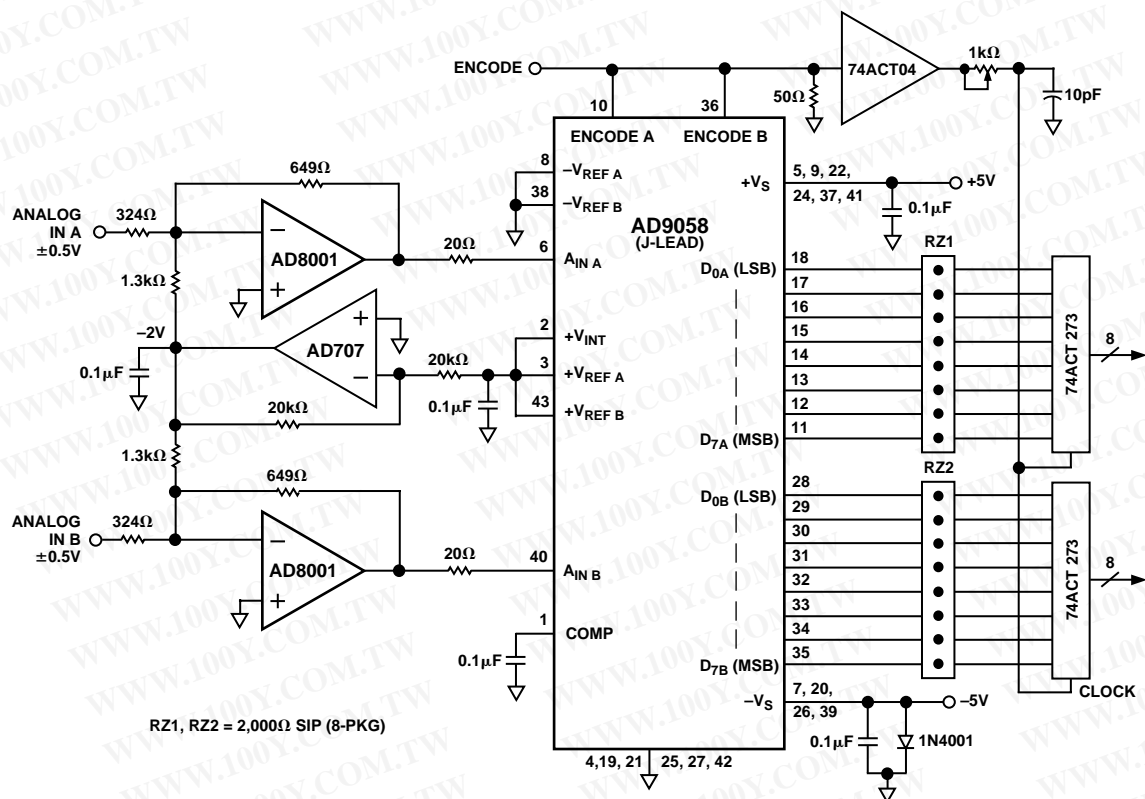 WWW.100Y.COM.TW
ENCODE
10
36
50Ω
74ACT04
1kΩ
10pF
ENCODE A
ENCODE B
8
–VREF A
38
–VREF B
+VS
5, 9, 22,
24, 37, 41
+5V
0.1µF
AD9058
(J-LEAD)
649Ω
ANALOG
IN A
±0.5V
324Ω
–
AD8001
+
20Ω
6
AIN A
1.3kΩ
–2V
0.1µF
AD707
+
–
20kΩ
20kΩ
0.1µF
2
+VINT
3
+VREF A
43
+VREF B
1.3kΩ
649Ω
ANALOG
IN B
±0.5V
324Ω
–
AD8001
+
20Ω
40
AIN B
1
COMP
0.1µF
RZ1
D0A (LSB)
18
17
16
15
14
13
12
11
D7A (MSB)
74ACT 273
8
RZ2
D0B (LSB)
28
29
30
31
32
33
34
35
D7B (MSB)
74ACT 273
8
CLOCK
–VS
7, 20,
26, 39
–5V
0.1µF
1N4001
RZ1, RZ2 = 2,000Ω SIP (8-PKG)
4,19, 21
25, 27, 42